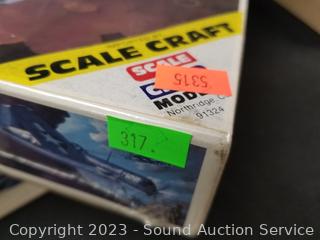 SCALE CRAFT
SCALE
5315
MODE
Northridge C
91324
317.
Copyright 2023 - Sound Auction Service